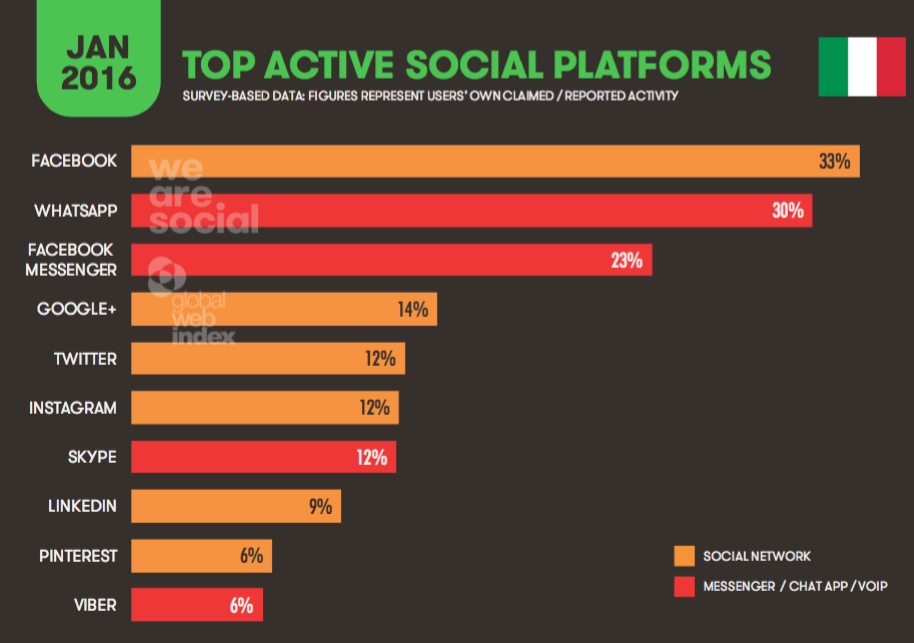 JAN
2016
TOP ACTIVE SOCIAL PLATFORMS
SURVEY-BASED DATA: FIGURES REPRESENT USERS' OWN CLAIMED / REPORTED ACTIVITY
we
are
social
global
web
index
FACEBOOK 33%
WHATSAPP 30%
FACEBOOK
MESSENGER 23%
GOOGLE+ 14%
TWITTER 12%
INSTAGRAM 12%
SKYPE 12%
LINKEDIN 9%
PINTEREST 6%
VIBER 6%
SOCIAL NETWORK
MESSENGER / CHAT APP / VOIP